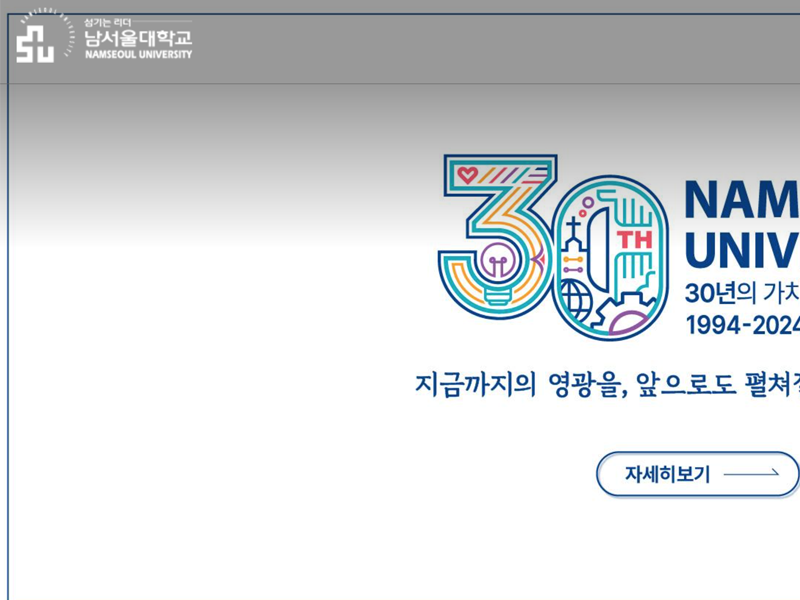 섬기는 리더
남서울대학교
NAMSEOUL UNIVERSITY
30
TH
NAM
UNIV
30년의 가치
1994-2024
지금까지의 영광을, 앞으로도 펼쳐
자세히보기